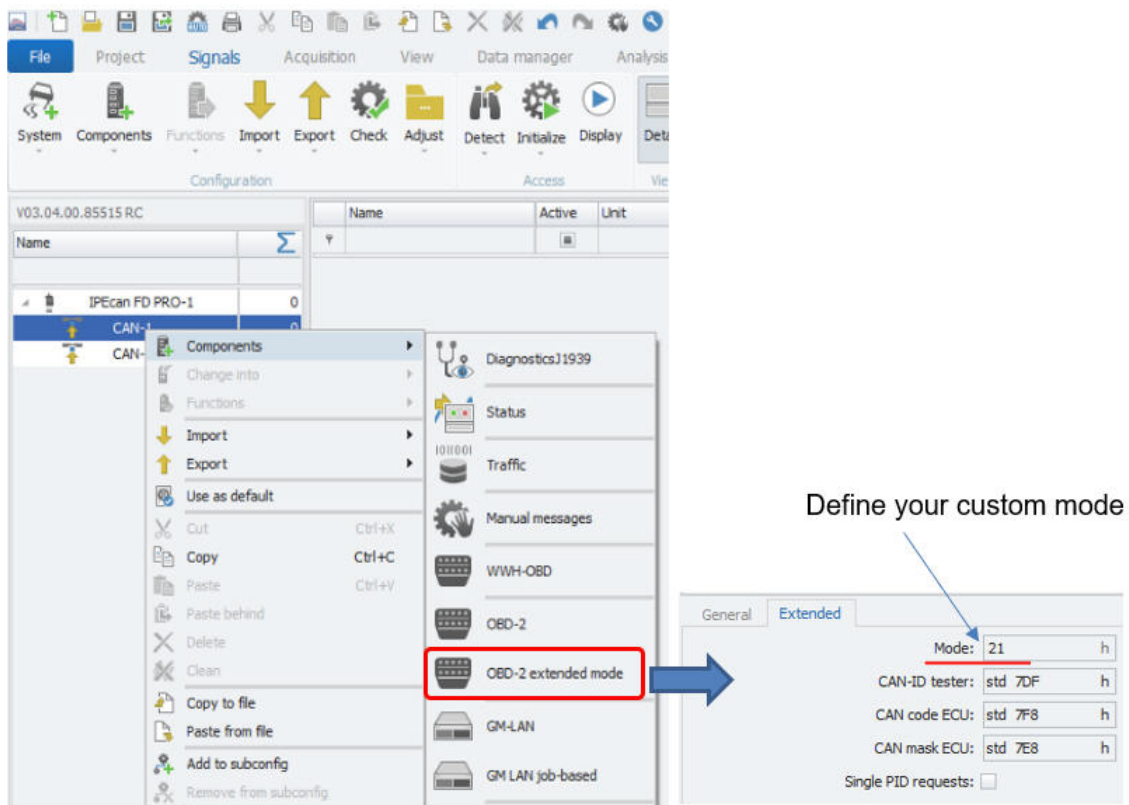 File Project Signals Acquisition View Data manager Analysis
System Components Functions Import Export Check Adjust Detect Initialize Display
Configuration Access
V03.04.00.85515 RC Name Active Unit
Name Σ
IPEcan FD PRO-1 0
CAN-1 0
CAN-
Components
Change into
Functions
Import
Export
Use as default
Cut Ctrl+X
Copy Ctrl+C
Paste Ctrl+V
Paste behind
Delete
Clean
Copy to file
Paste from file
Add to subconfig
Remove from subconfig
DiagnosticsJ1939
Status
1011001
Traffic
Manual messages
WWH-OBD
OBD-2
OBD-2 extended mode
GM-LAN
GM LAN job-based
Define your custom mode
General Extended
Mode: 21 h
CAN-ID tester: std 7DF h
CAN code ECU: std 7F8 h
CAN mask ECU: std 7E8 h
Single PID requests: